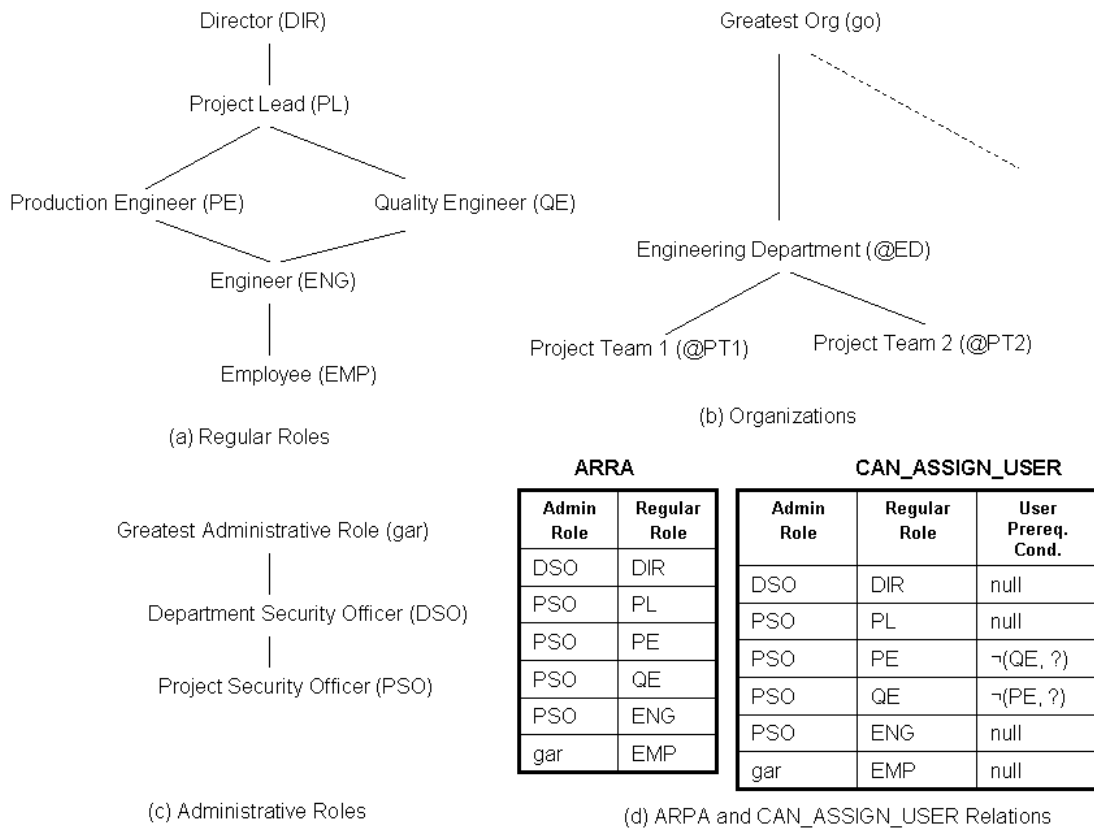 Director (DIR)
Project Lead (PL)
Production Engineer (PE)
Quality Engineer (QE)
Engineer (ENG)
Employee (EMP)
(a) Regular Roles
Greatest Org (go)
Engineering Department (@ED)
Project Team 1 (@PT1)
Project Team 2 (@PT2)
(b) Organizations
Greatest Administrative Role (gar)
Department Security Officer (DSO)
Project Security Officer (PSO)
(c) Administrative Roles
ARRA
Admin Role Regular Role
DSO DIR
PSO PL
PSO PE
PSO QE
PSO ENG
gar EMP
CAN_ASSIGN_USER
Admin Role Regular Role User Prereq. Cond.
DSO DIR null
PSO PL null
PSO PE ¬(QE, ?)
PSO QE ¬(PE, ?)
PSO ENG null
gar EMP null
(d) ARPA and CAN_ASSIGN_USER Relations